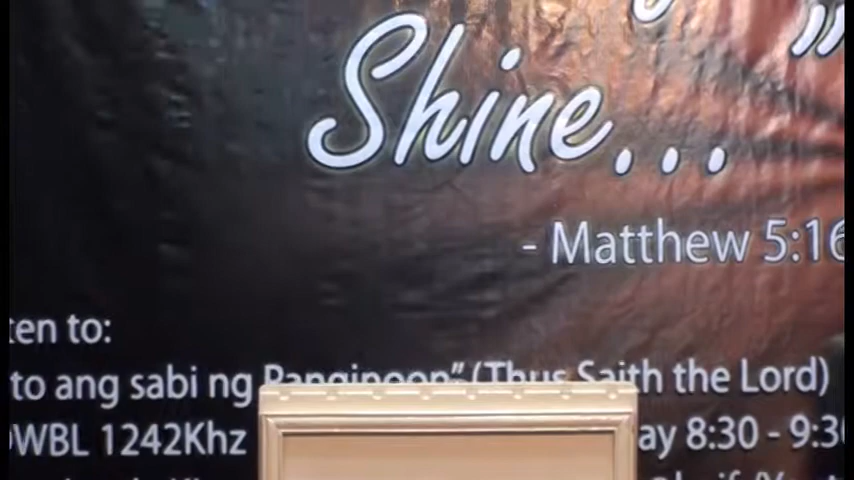 Shine...
- Matthew 5:16
ten to:
to ang sabi ng Panginoon" (Thus Saith the Lord)
DWBL 1242Khz ay 8:30 - 9:30